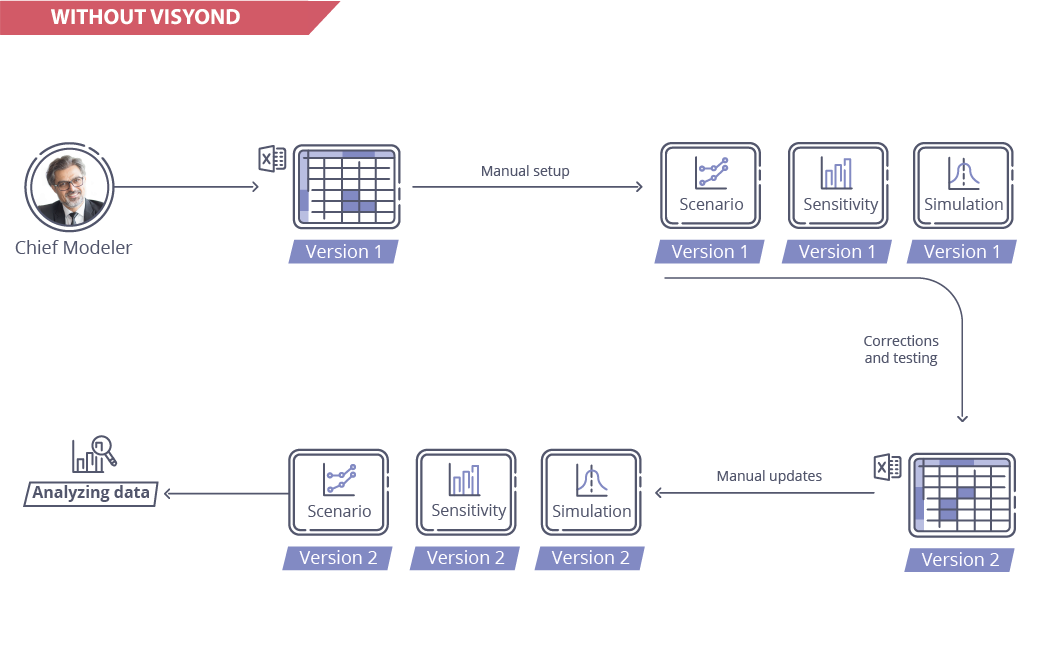 WITHOUT VISYOND
Manual setup
Scenario
Sensitivity
Simulation
Chief Modeler
Version 1
Version 1
Version 1
Version 1
Corrections
and testing
Manual updates
Analyzing data
Scenario
Sensitivity
Simulation
Version 2
Version 2
Version 2
Version 2